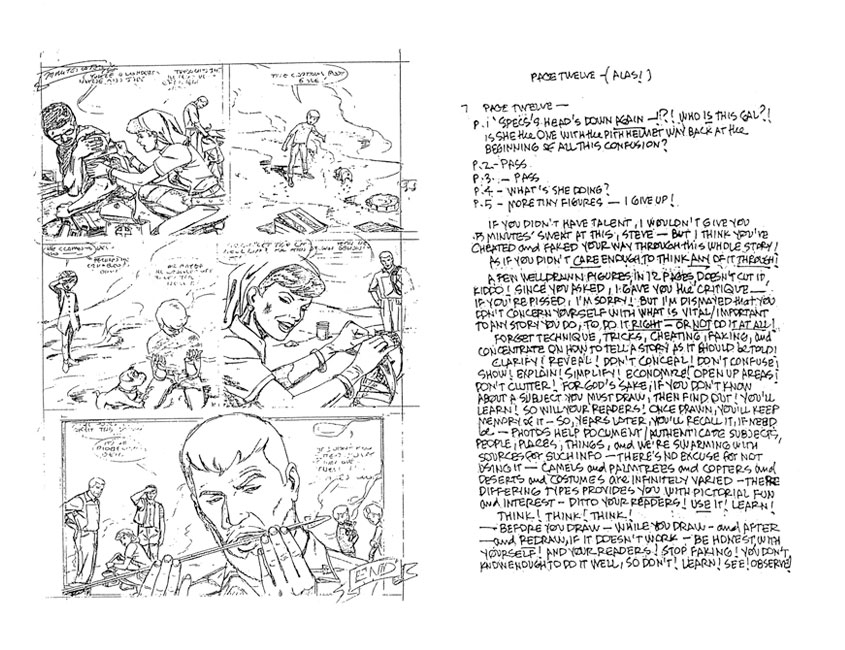 END
PAGE TWELVE - (ALAS!)
7. PAGE TWELVE —
P.1 - SPECS'S HEAD'S DOWN AGAIN —!?! WHO IS THIS GAL?!
IS SHE the ONE WITH the PITH HELMET WAY BACK AT the
BEGINNING OF ALL THIS CONFUSION?
P.2 - PASS
P.3. - PASS
P.4 - WHAT'S SHE DOING?
P.5 - MORE TINY FIGURES — I GIVE UP!
IF YOU DIDN'T HAVE TALENT, I WOULDN'T GIVE YOU
.3 MINUTES' SWEAT AT THIS, STEVE — BUT I THINK YOU'VE
CHEATED and FAKED YOUR WAY THROUGH this WHOLE STORY!
AS IF YOU DIDN'T CARE ENOUGH TO THINK ANY OF IT THROUGH!
A FEW WELL DRAWN FIGURES IN 12 PAGES DOESN'T CUT IT,
KIDDO! SINCE YOU ASKED, I GAVE YOU the CRITIQUE —
IF YOU'RE PISSED, I'M SORRY! BUT I'M DISMAYED that YOU
DON'T CONCERN YOURSELF WITH WHAT IS VITAL/IMPORTANT
TO ANY STORY YOU DO, TO DO IT RIGHT — OR NOT DO IT AT ALL!
FORGET TECHNIQUE, TRICKS, CHEATING, FAKING, and
CONCENTRATE ON HOW TO TELL A STORY AS IT SHOULD be TOLD!
CLARIFY! REVEAL! DON'T CONCEAL! DON'T CONFUSE,
SHOW! EXPLAIN! SIMPLIFY! ECONOMIZE! OPEN UP AREAS!
DON'T CLUTTER! FOR GOD'S SAKE, IF YOU DON'T KNOW
ABOUT A SUBJECT YOU MUST DRAW, THEN FIND OUT! YOU'LL
LEARN! SO WILL YOUR READERS! ONCE DRAWN, YOU'LL KEEP
MEMORY OF IT — SO, YEARS LATER, YOU'LL RECALL IT, IF NEED
be — PHOTOS HELP DOCUMENT/AUTHENTICATE SUBJECTS,
PEOPLE, PLACES, THINGS, and WE'RE SWARMING WITH
SOURCES for SUCH INFO — THERE'S NO EXCUSE for NOT
USING IT — CAMELS and PALMTREES and COPTERS and
DESERTS and COSTUMES are INFINITELY VARIED — THERE
DIFFERING TYPES PROVIDES YOU WITH PICTORIAL FUN
and INTEREST — DITTO YOUR READERS! USE IT! LEARN!
THINK! THINK! THINK!
— BEFORE YOU DRAW — WHILE YOU DRAW — and AFTER
— and REDRAW, IF IT DOESN'T WORK — BE HONEST WITH
YOURSELF! AND YOUR READERS! STOP FAKING! YOU DON'T
KNOW ENOUGH TO DO IT WELL, SO DON'T! LEARN! SEE! OBSERVE!